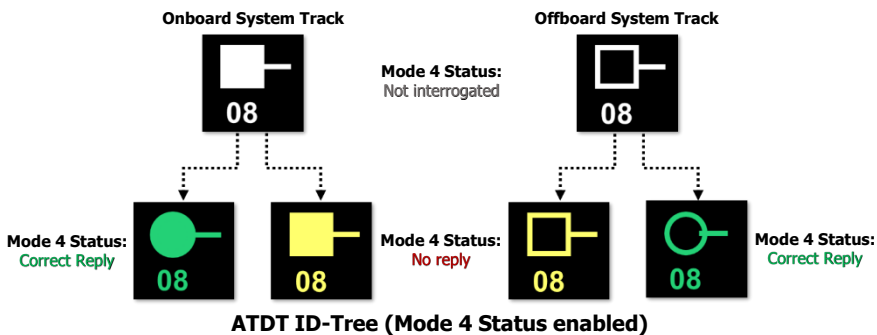 Onboard System Track
Offboard System Track
08
Mode 4 Status:
Not interrogated
08
Mode 4 Status:
Correct Reply
08
08
Mode 4 Status:
No reply
08
08
Mode 4 Status:
Correct Reply
ATDT ID-Tree (Mode 4 Status enabled)